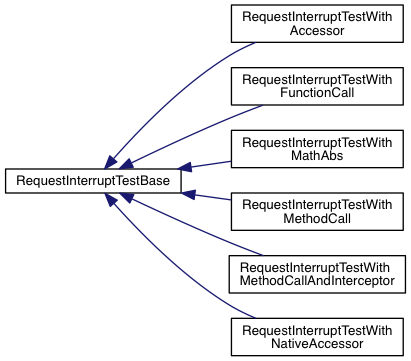 RequestInterruptTestBase
RequestInterruptTestWith
Accessor
RequestInterruptTestWith
FunctionCall
RequestInterruptTestWith
MathAbs
RequestInterruptTestWith
MethodCall
RequestInterruptTestWith
MethodCallAndInterceptor
RequestInterruptTestWith
NativeAccessor